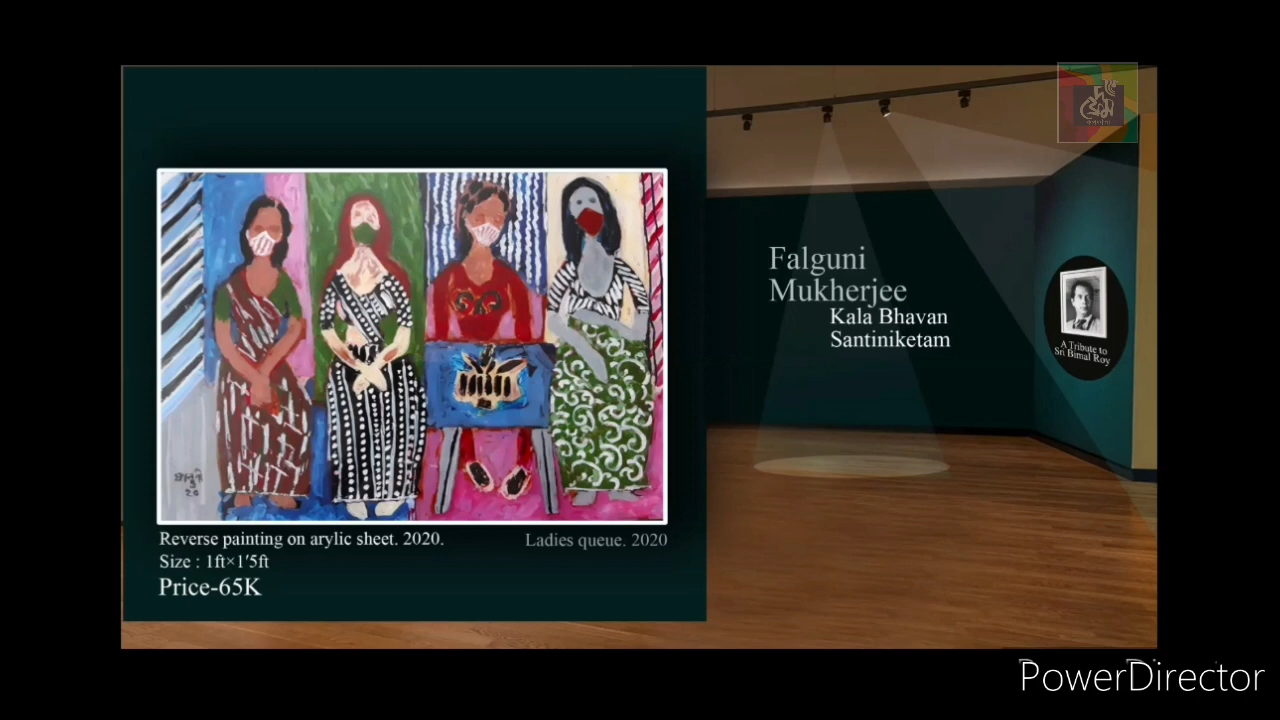 Falguni
Mukherjee
Kala Bhavan
Santiniketam
A Tribute to
Sri Bimal Roy
20
Reverse painting on arylic sheet. 2020.
Ladies queue. 2020
Size : 1ft×1'5ft
Price-65K
PowerDirector